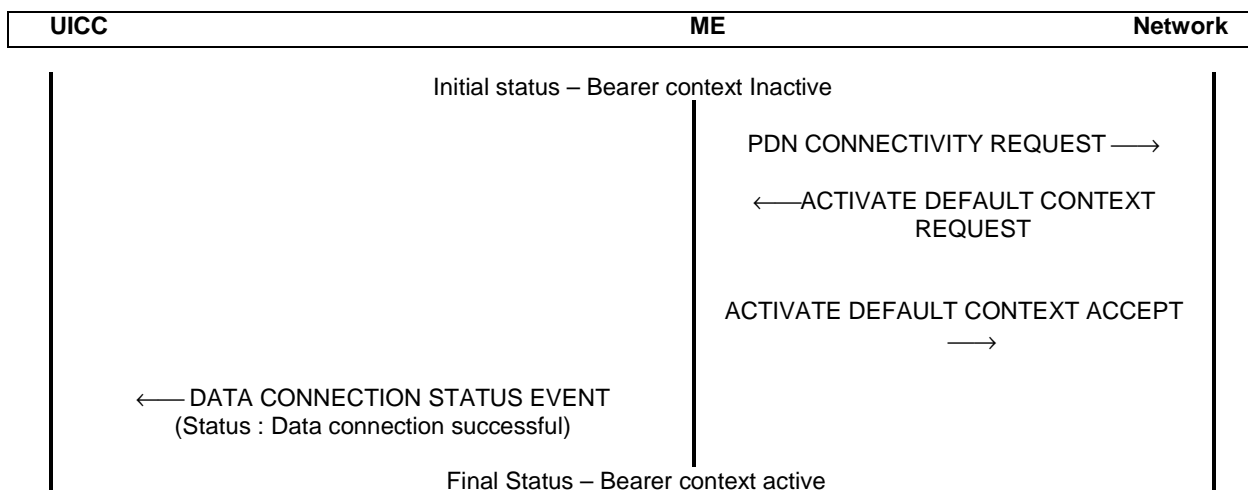 UICC ME Network
Initial status – Bearer context Inactive
PDN CONNECTIVITY REQUEST ⟶
⟵ACTIVATE DEFAULT CONTEXT
REQUEST
ACTIVATE DEFAULT CONTEXT ACCEPT
⟶
⟵ DATA CONNECTION STATUS EVENT
(Status : Data connection successful)
Final Status – Bearer context active